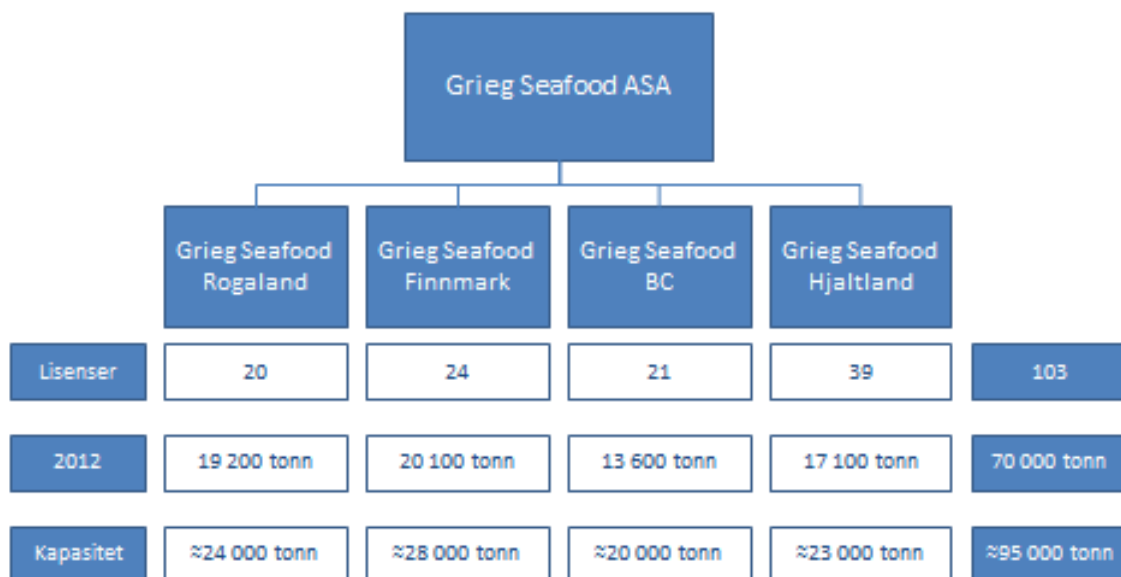 Grieg Seafood ASA
Grieg Seafood
Rogaland
Grieg Seafood
Finnmark
Grieg Seafood
BC
Grieg Seafood
Hjaltland
Lisenser 20 24 21 39 103
2012 19 200 tonn 20 100 tonn 13 600 tonn 17 100 tonn 70 000 tonn
Kapasitet ≈24 000 tonn ≈28 000 tonn ≈20 000 tonn ≈23 000 tonn ≈95 000 tonn